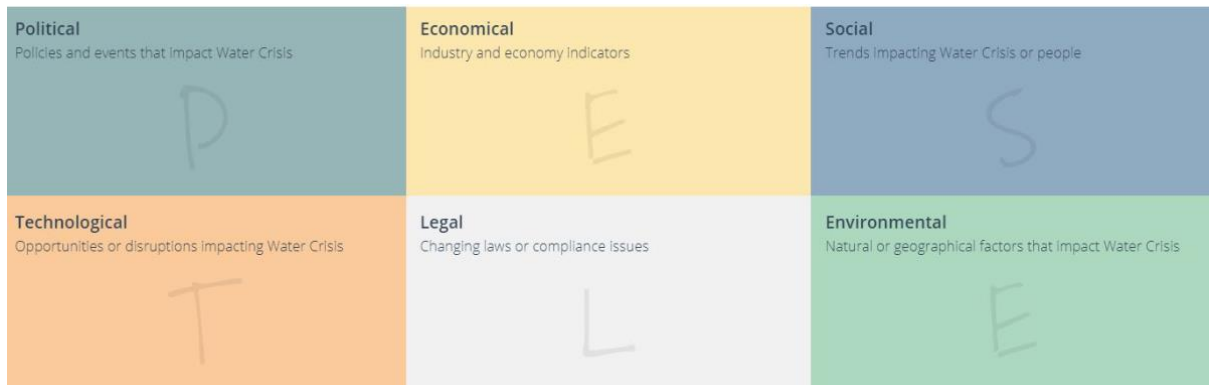 Political
Policies and events that impact Water Crisis
P
Economical
Industry and economy indicators
E
Social
Trends impacting Water Crisis or people
S
Technological
Opportunities or disruptions impacting Water Crisis
T
Legal
Changing laws or compliance issues
L
Environmental
Natural or geographical factors that impact Water Crisis
E